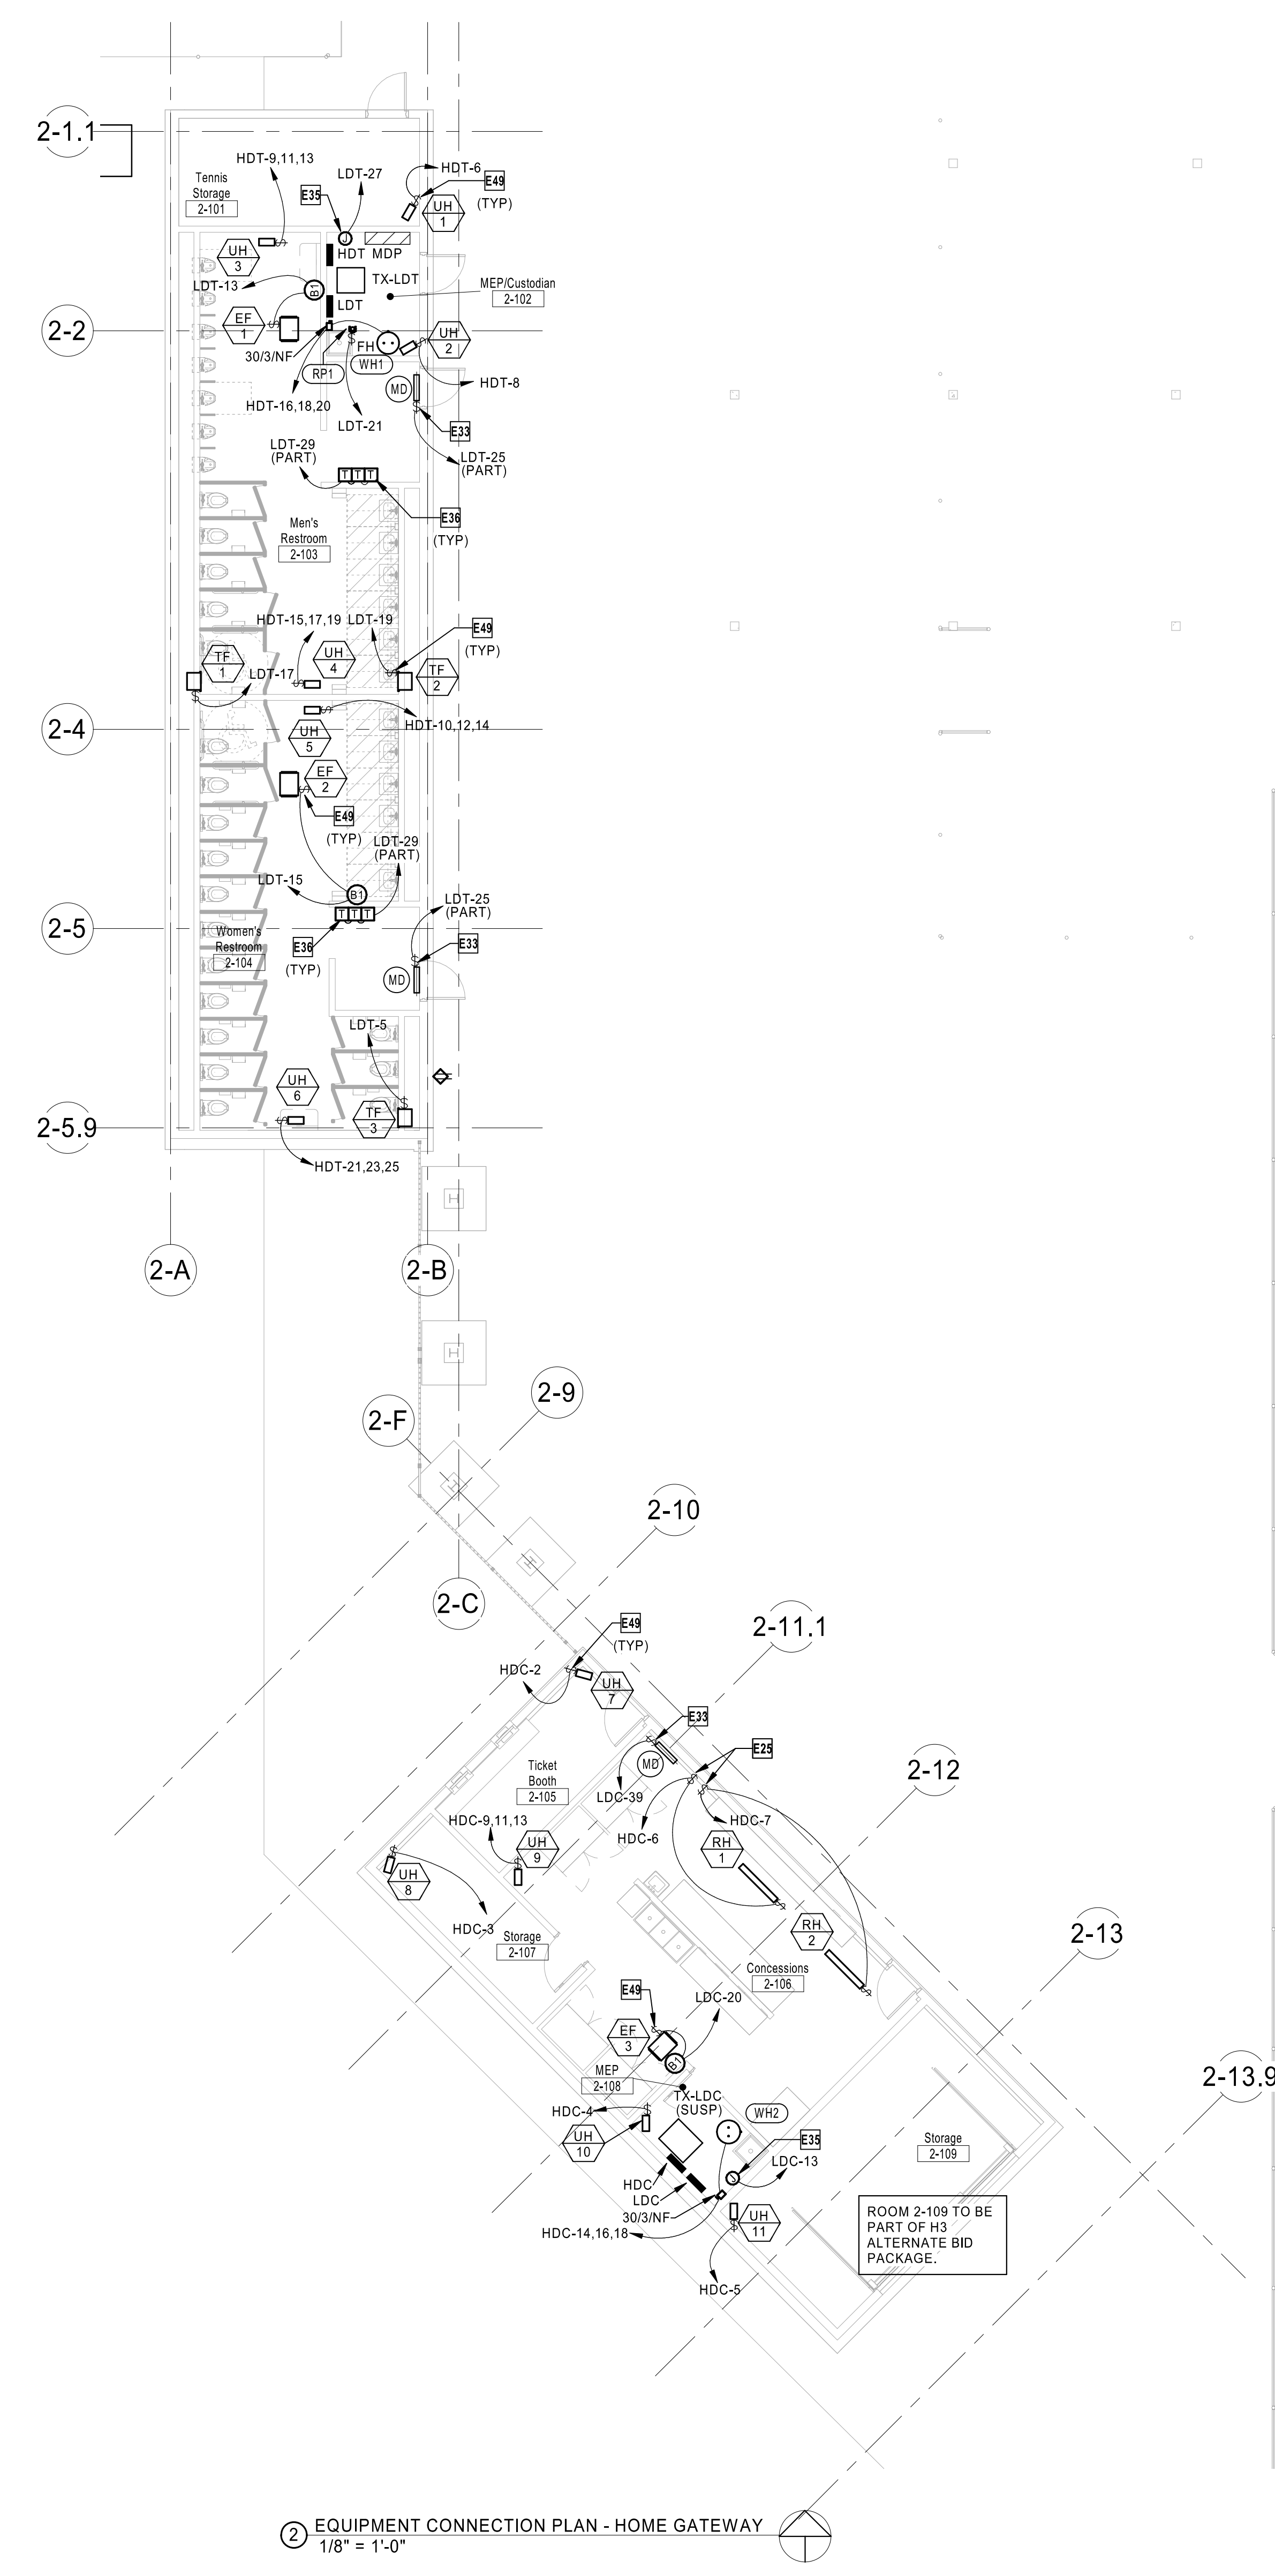 2-1.1
HDT-9,11,13
LDT-27
HDT-6
E49
(TYP)
E35
Tennis
Storage
2-101
UH
1
J
HDT
MDP
UH
3
TX-LDT
MEP/Custodian
2-102
LDT-13
B1
LDT
EF
1
2-2
30/3/NF
FH
UH
2
RP1
WH1
HDT-8
MD
HDT-16,18,20
LDT-21
E33
LDT-29
(PART)
LDT-25
(PART)
T T T
E36
(TYP)
Men's
Restroom
2-103
HDT-15,17,19
LDT-19
E49
(TYP)
TF
1
LDT-17
UH
4
TF
2
2-4
HDT-10,12,14
UH
5
EF
2
E49
(TYP)
LDT-29
(PART)
LDT-15
B1
T T T
LDT-25
(PART)
2-5
Women's
Restroom
2-104
E36
(TYP)
E33
MD
LDT-5
UH
6
TF
3
2-5.9
HDT-21,23,25
H
2-A
2-B
H
2-9
2-F
H
2-10
H
2-C
2-11.1
E49
(TYP)
HDC-2
UH
7
E33
MD
E25
Ticket
Booth
2-105
LDC-39
2-12
HDC-9,11,13
HDC-7
HDC-6
UH
9
RH
1
UH
8
HDC-3
Storage
2-107
RH
2
2-13
Concessions
2-106
E49
LDC-20
EF
3
B1
MEP
2-108
2-13.9
TX-LDC
(SUSP)
HDC-4
WH2
UH
10
E35
Storage
2-109
LDC-13
J
HDC
LDC
30/3/NF
HDC-14,16,18
UH
11
ROOM 2-109 TO BE
PART OF H3
ALTERNATE BID
PACKAGE.
HDC-5
2
EQUIPMENT CONNECTION PLAN - HOME GATEWAY
1/8" = 1'-0"